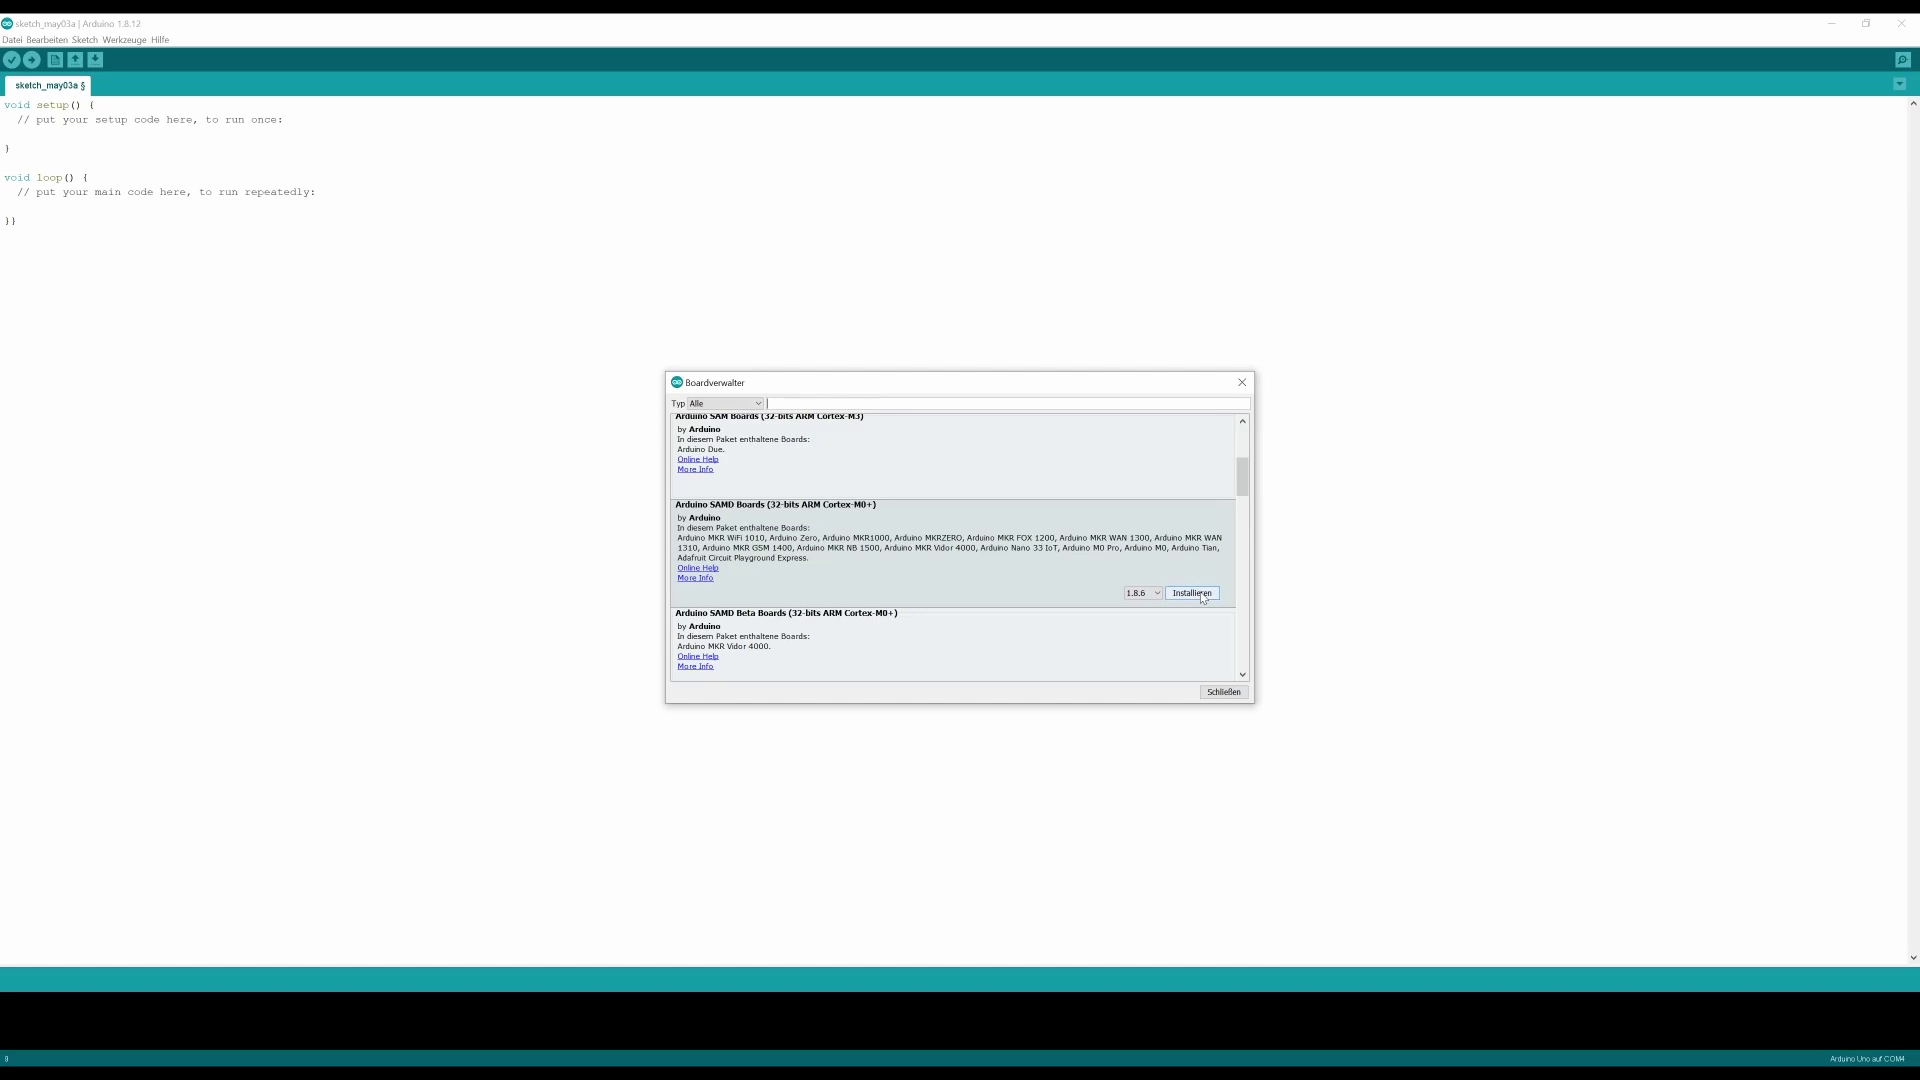 sketch_may03a | Arduino 1.8.12
Datei Bearbeiten Sketch Werkzeuge Hilfe
sketch_may03a §
void setup() {
// put your setup code here, to run once:
}
void loop() {
// put your main code here, to run repeatedly:
}}
Boardverwalter
Typ Alle
Arduino SAM Boards (32-bits ARM Cortex-M3)
by Arduino
In diesem Paket enthaltene Boards:
Arduino Due.
Online Help
More Info
Arduino SAMD Boards (32-bits ARM Cortex-M0+)
by Arduino
In diesem Paket enthaltene Boards:
Arduino MKR WiFi 1010, Arduino Zero, Arduino MKR1000, Arduino MKRZERO, Arduino MKR FOX 1200, Arduino MKR WAN 1300, Arduino MKR WAN
1310, Arduino MKR GSM 1400, Arduino MKR NB 1500, Arduino MKR Vidor 4000, Arduino Nano 33 IoT, Arduino M0 Pro, Arduino M0, Arduino Tian,
Adafruit Circuit Playground Express.
Online Help
More Info
1.8.6 Installieren
Arduino SAMD Beta Boards (32-bits ARM Cortex-M0+)
by Arduino
In diesem Paket enthaltene Boards:
Arduino MKR Vidor 4000.
Online Help
More Info
Schließen
9
Arduino Uno auf COM4